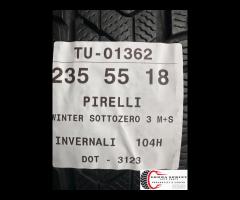 TU-01362
235 55 18
PIRELLI
WINTER SOTTOZERO 3 M+S
INVERNALI 104H
DOT - 3123